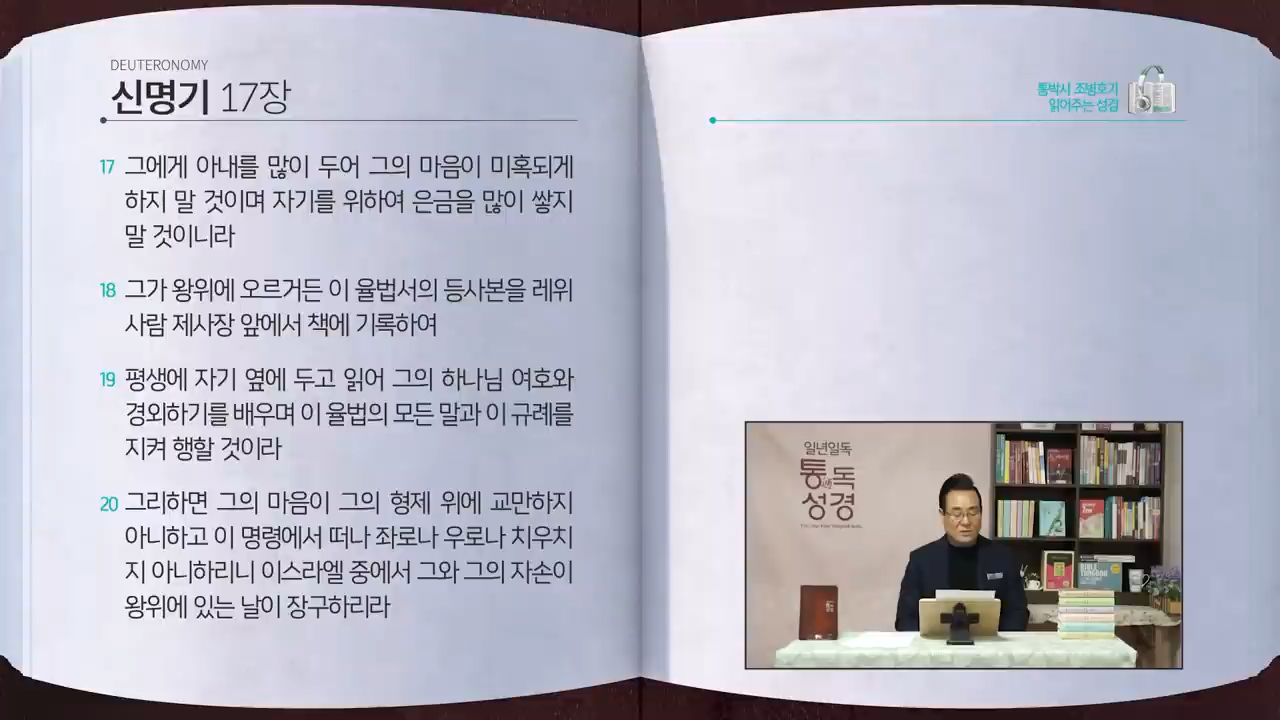 DEUTERONOMY
신명기 17장
통박사 조병호가
읽어주는 성경
17 그에게 아내를 많이 두어 그의 마음이 미혹되게
하지 말 것이며 자기를 위하여 은금을 많이 쌓지
말 것이니라
18 그가 왕위에 오르거든 이 율법서의 등사본을 레위
사람 제사장 앞에서 책에 기록하여
19 평생에 자기 옆에 두고 읽어 그의 하나님 여호와
경외하기를 배우며 이 율법의 모든 말과 이 규례를
지켜 행할 것이라
20 그리하면 그의 마음이 그의 형제 위에 교만하지
아니하고 이 명령에서 떠나 좌로나 우로나 치우치
지 아니하리니 이스라엘 중에서 그와 그의 자손이
왕위에 있는 날이 장구하리라
일년일독
통독
성경